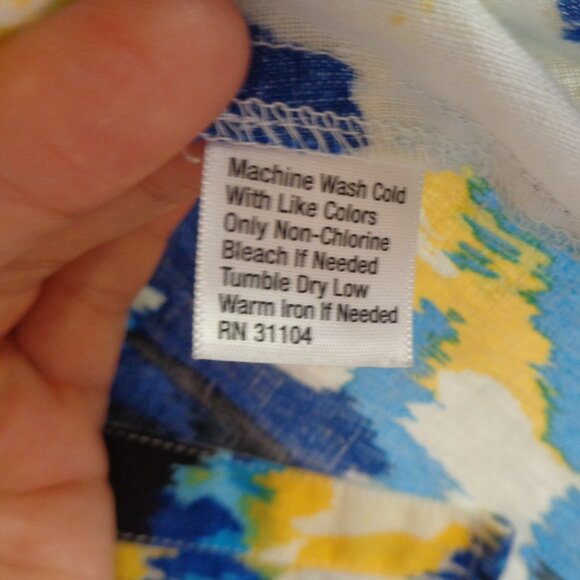 Machine Wash Cold
With Like Colors
Only Non-Chlorine
Bleach If Needed
Tumble Dry Low
Warm Iron If Needed
RN 31104